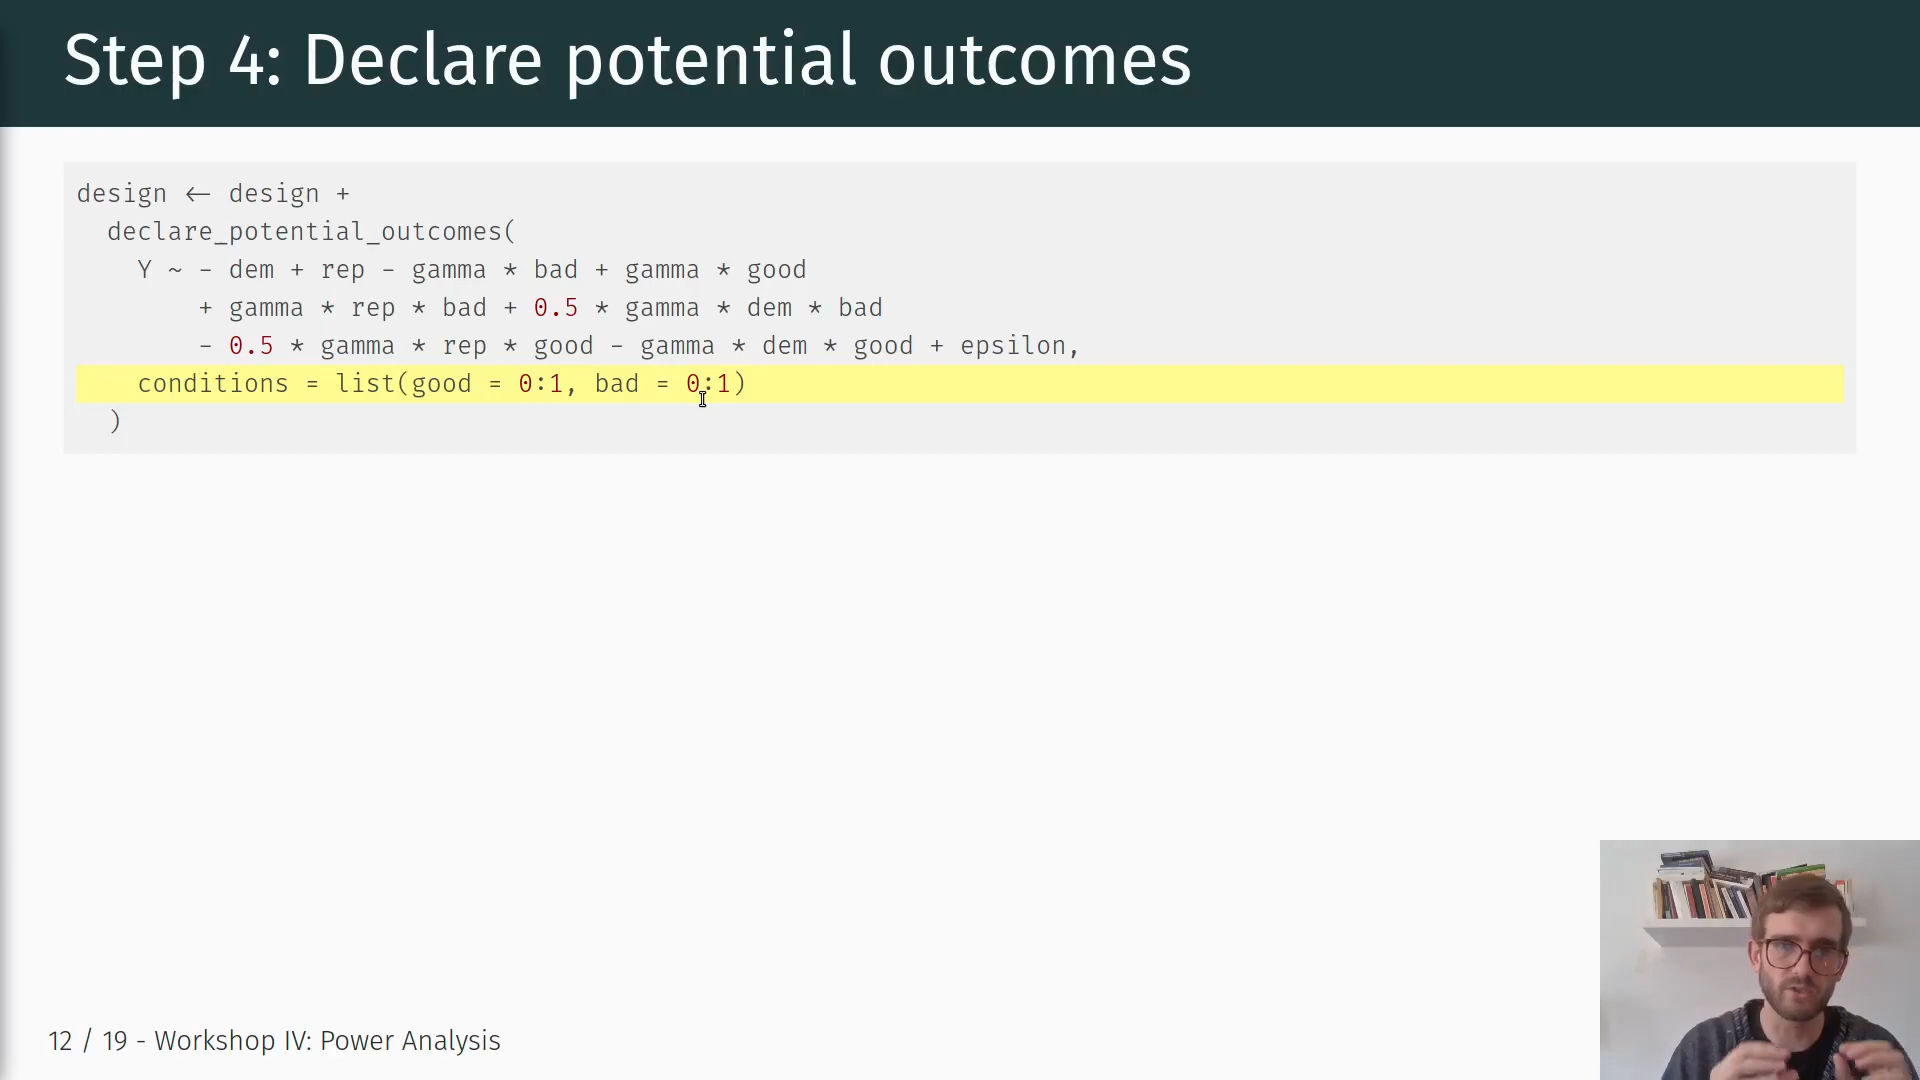 Step 4: Declare potential outcomes
design ← design +
declare_potential_outcomes(
Y ~ - dem + rep - gamma * bad + gamma * good
+ gamma * rep * bad + 0.5 * gamma * dem * bad
- 0.5 * gamma * rep * good - gamma * dem * good + epsilon,
conditions = list(good = 0:1, bad = 0:1)
)
12 / 19 - Workshop IV: Power Analysis